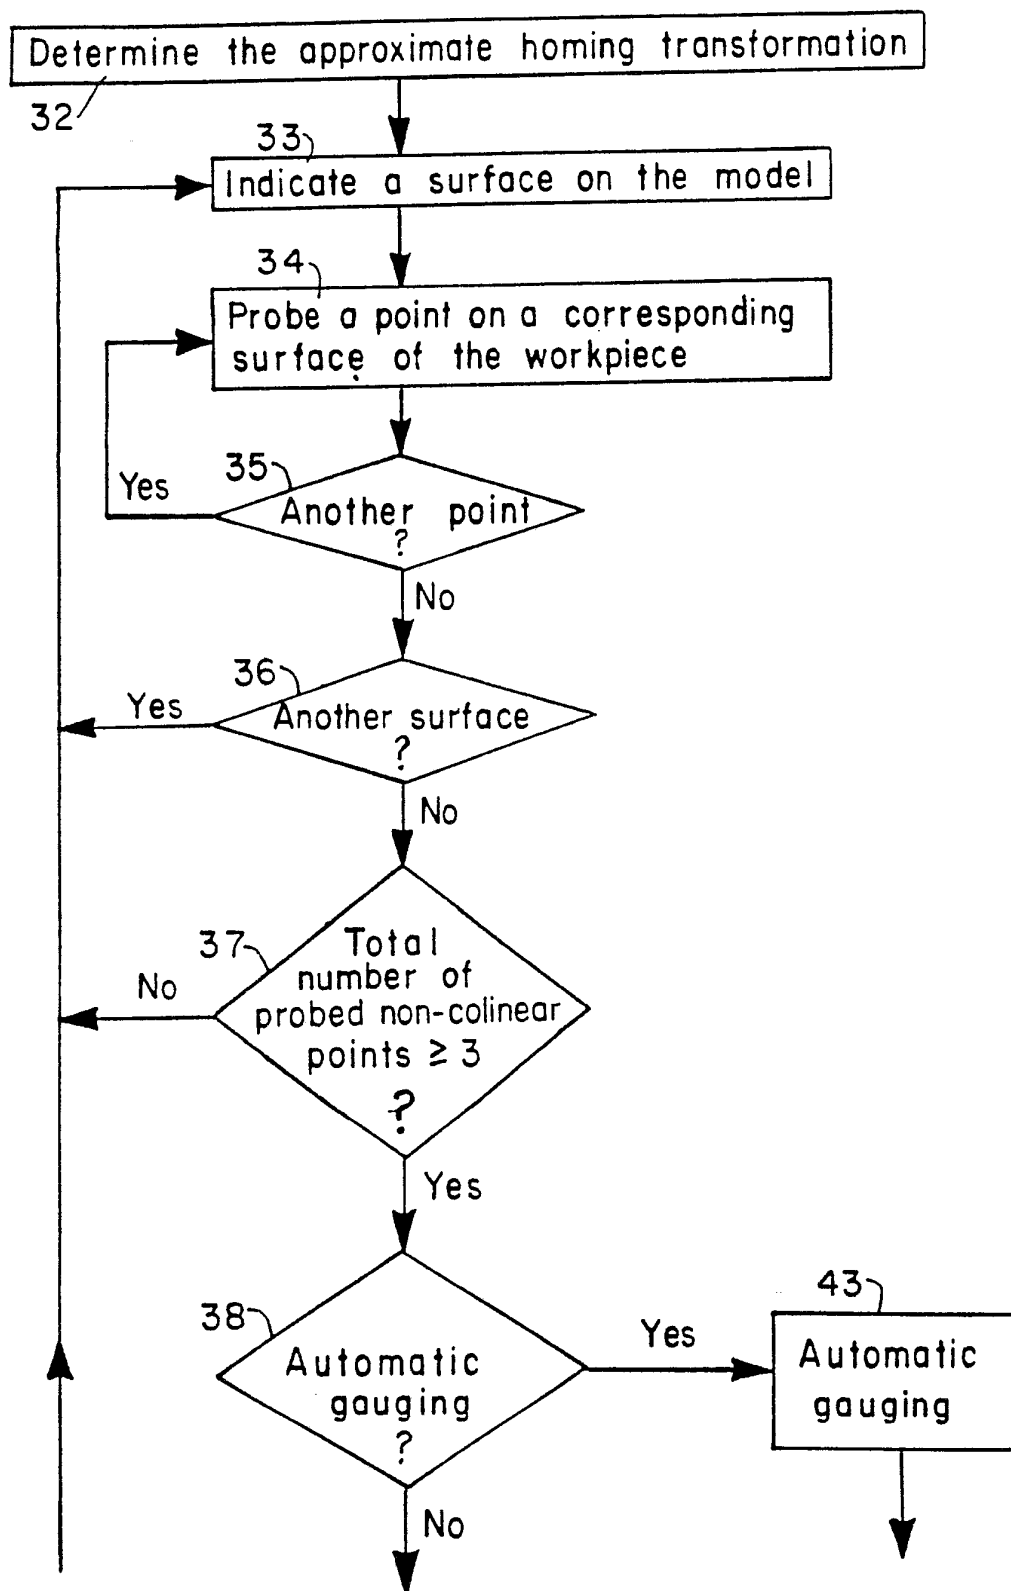 Determine the approximate homing transformation
32
33
Indicate a surface on the model
34
Probe a point on a corresponding
surface of the workpiece
35
Yes
Another point
?
No
36
Yes
Another surface
?
No
37
Total
number of
probed non-colinear
points ≥ 3
?
No
Yes
38
Automatic
gauging
?
Yes
43
Automatic
gauging
No